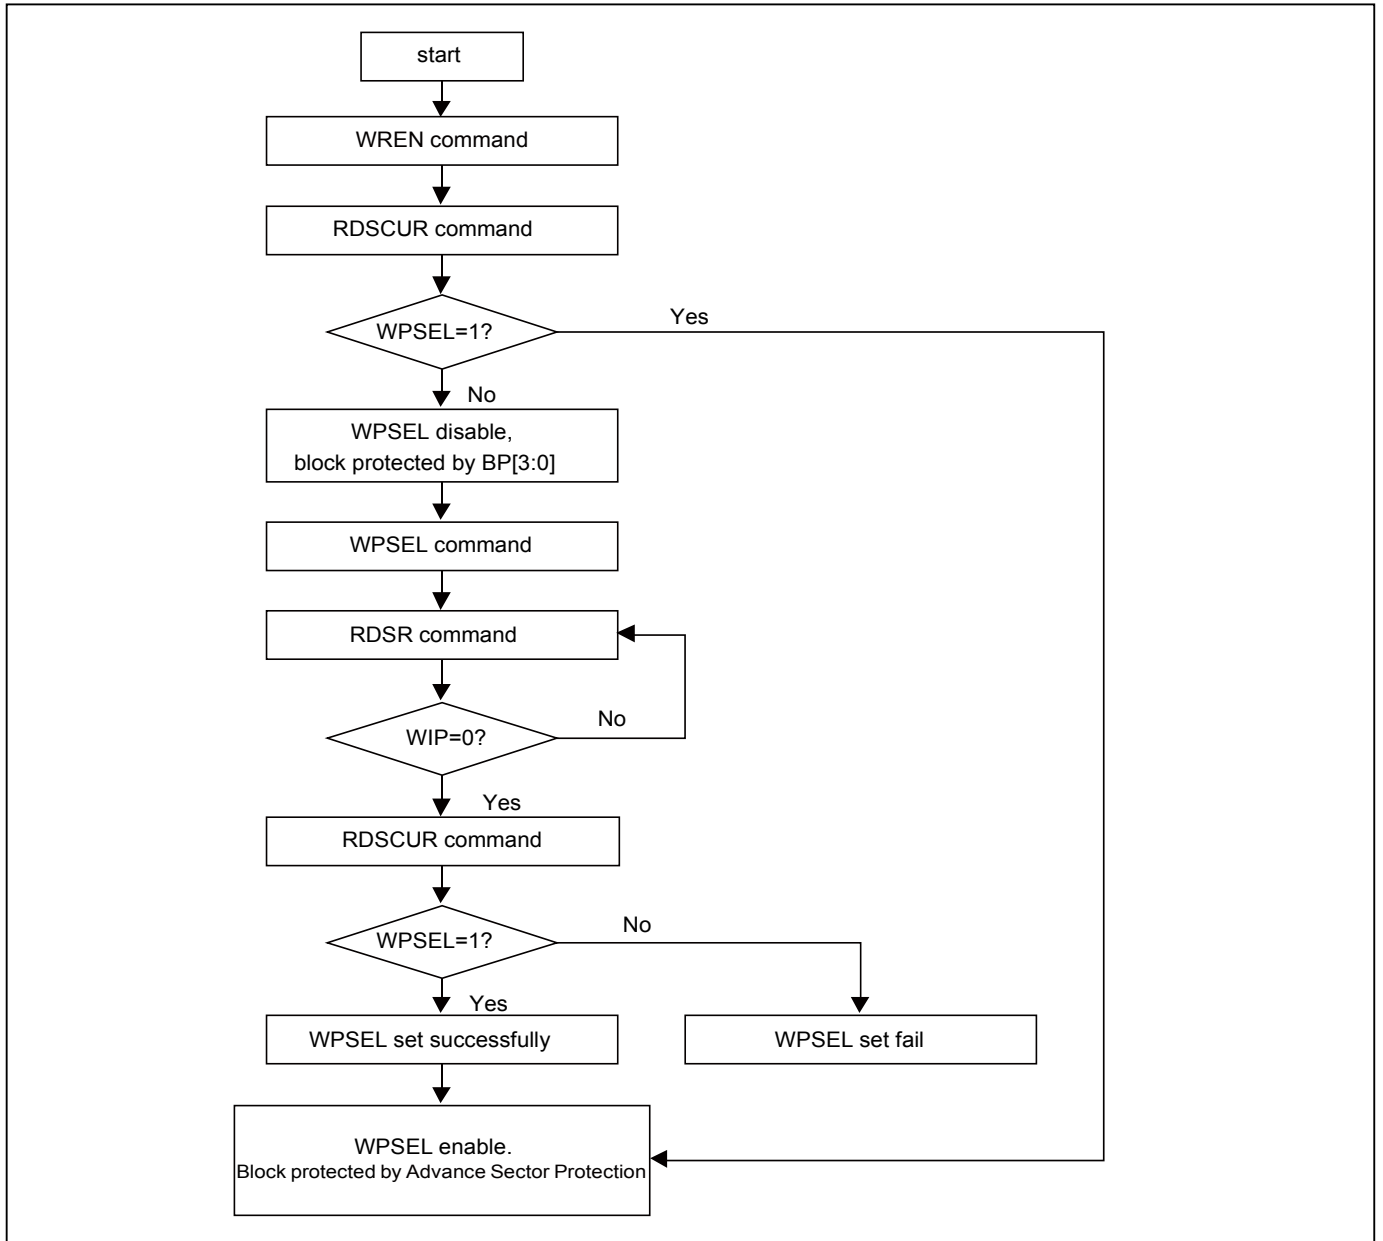 start
WREN command
RDSCUR command
WPSEL=1?
Yes
No
WPSEL disable,
block protected by BP[3:0]
WPSEL command
RDSR command
WIP=0?
No
Yes
RDSCUR command
WPSEL=1?
No
Yes
WPSEL set successfully
WPSEL set fail
WPSEL enable.
Block protected by Advance Sector Protection